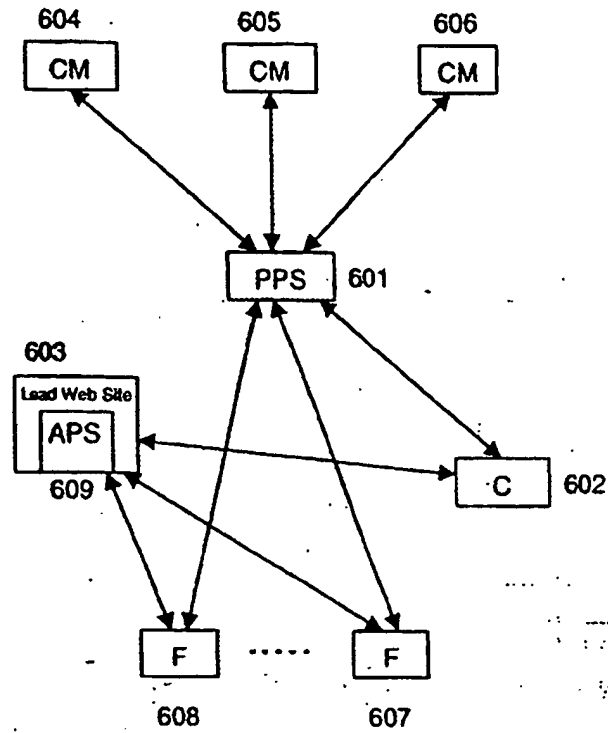 604 605 606
CM CM CM
PPS 601
603
Lead Web Site
APS
609
C 602
F ..... F
608 607